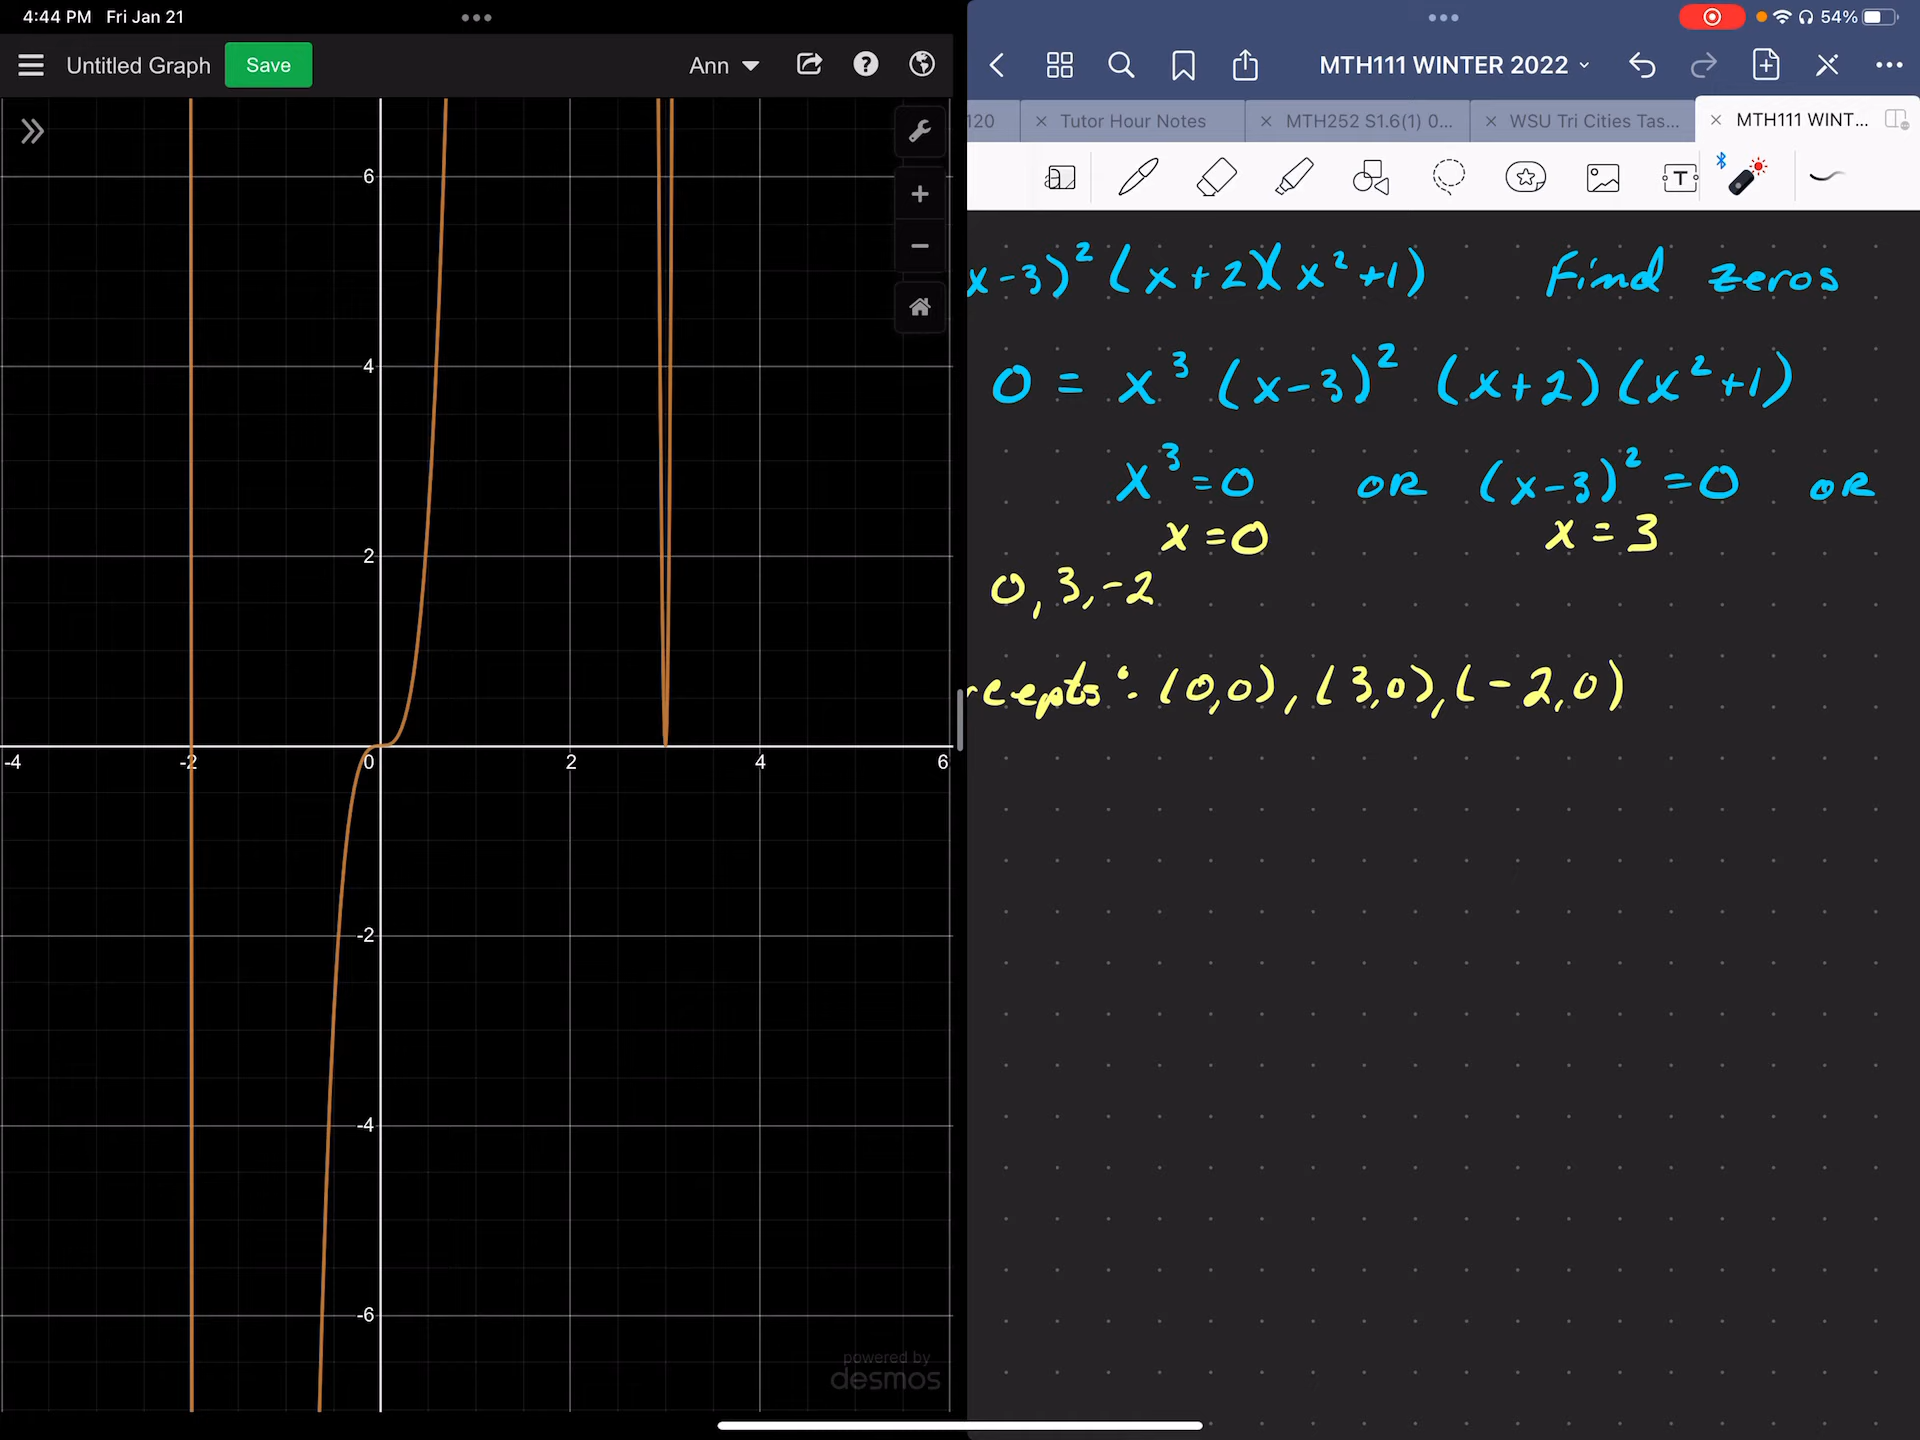 4:44 PM Fri Jan 21
54%
Untitled Graph Save Ann
MTH111 WINTER 2022
120 Tutor Hour Notes MTH252 S1.6(1) 0... WSU Tri Cities Tas... MTH111 WINT...
T
6
4
2
-4 -2 0 2 4 6
-2
-4
-6
powered by
desmos
x-3)² (x+2)(x²+1) Find zeros
0 = x³ (x-3)² (x+2) (x²+1)
x³ = 0 OR (x-3)² = 0 OR
x = 0 x = 3
0, 3, -2
rcepts: (0,0), (3,0), (-2,0)